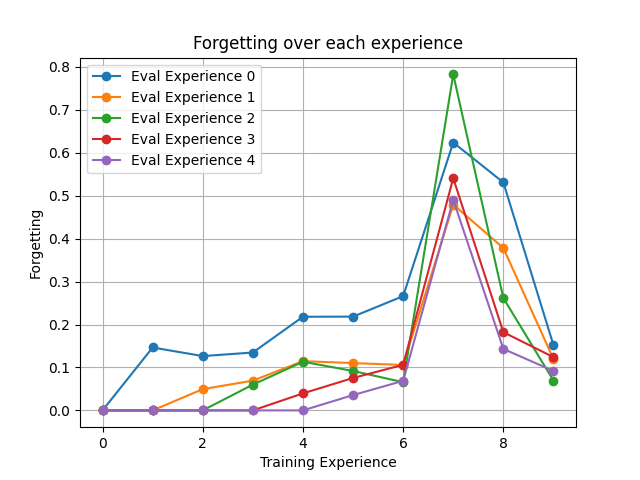 Forgetting over each experience
Eval Experience 0
Eval Experience 1
Eval Experience 2
Eval Experience 3
Eval Experience 4
0.8
0.7
0.6
0.5
0.4
0.3
0.2
0.1
0.0
Forgetting
0 2 4 6 8
Training Experience